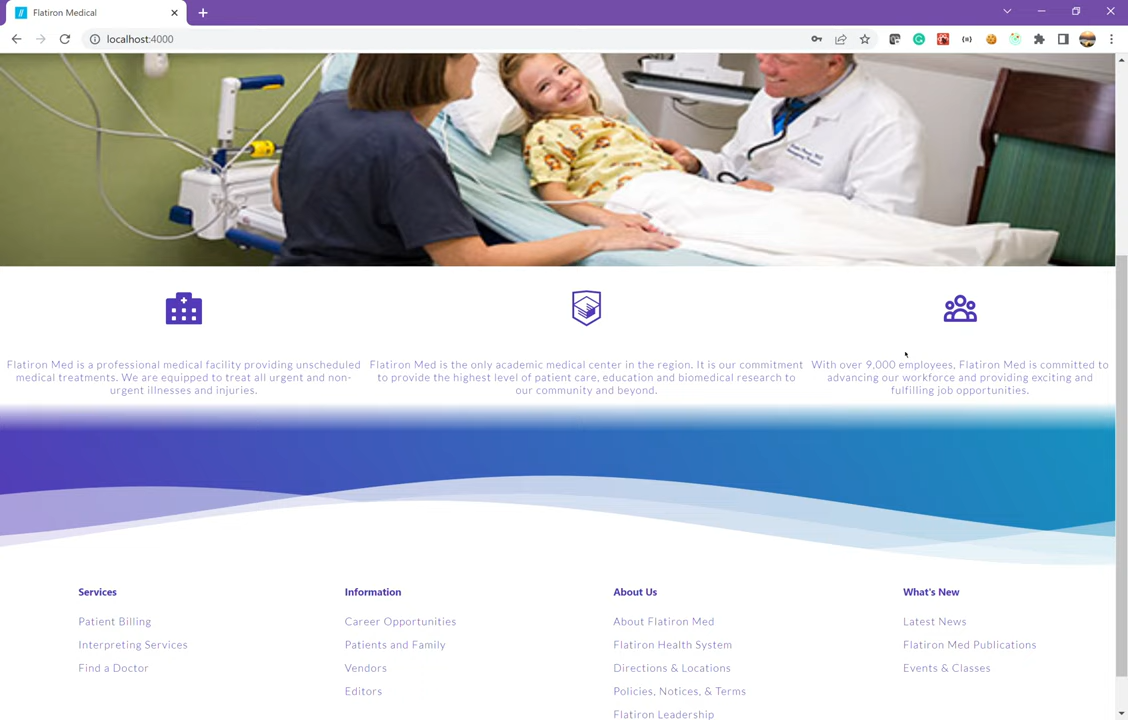 Flatiron Medical
localhost:4000
Flatiron Med is a professional medical facility providing unscheduled
medical treatments. We are equipped to treat all urgent and non-
urgent illnesses and injuries.
Flatiron Med is the only academic medical center in the region. It is our commitment
to provide the highest level of patient care, education and biomedical research to
our community and beyond.
With over 9,000 employees, Flatiron Med is committed to
advancing our workforce and providing exciting and
fulfilling job opportunities.
Services
Patient Billing
Interpreting Services
Find a Doctor
Information
Career Opportunities
Patients and Family
Vendors
Editors
About Us
About Flatiron Med
Flatiron Health System
Directions & Locations
Policies, Notices, & Terms
Flatiron Leadership
What's New
Latest News
Flatiron Med Publications
Events & Classes